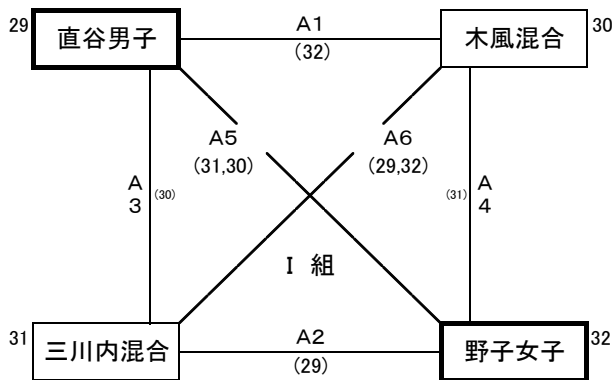 29 直谷男子 A1 木風混合 30
(32)
A5 A6
(31,30) (29,32)
A
3 (30) (31) A
4
I 組
31 三川内混合 A2 野子女子 32
(29)